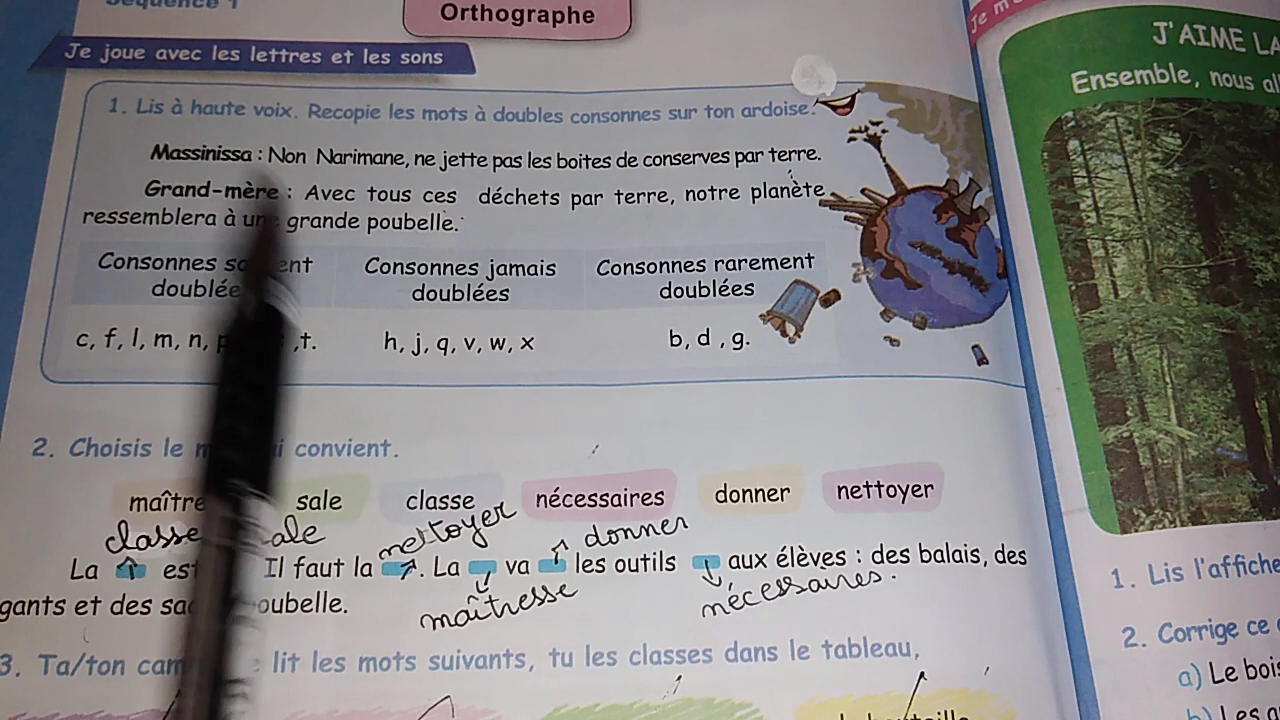 Séquence 1
Orthographe
Je joue avec les lettres et les sons
1. Lis à haute voix. Recopie les mots à doubles consonnes sur ton ardoise.
Massinissa : Non Narimane, ne jette pas les boites de conserves par terre.
Grand-mère : Avec tous ces déchets par terre, notre planète
ressemblera à une grande poubelle.
Consonnes jamais doublées
Consonnes rarement doublées
c, f, l, m, n, ,t.
h, j, q, v, w, x
b, d , g.
2. Choisis le convient.
maître sale classe nécessaires donner nettoyer
classe ale nettoyer donner
La est Il faut la . La va les outils aux élèves : des balais, des
maîtresse nécessaires.
gants et des oubelle.
3. Ta/ton lit les mots suivants, tu les classes dans le tableau,
Je m
J'AIME LA
Ensemble, nous al
1. Lis l'affiche
2. Corrige ce
a) Le bois
b) Les